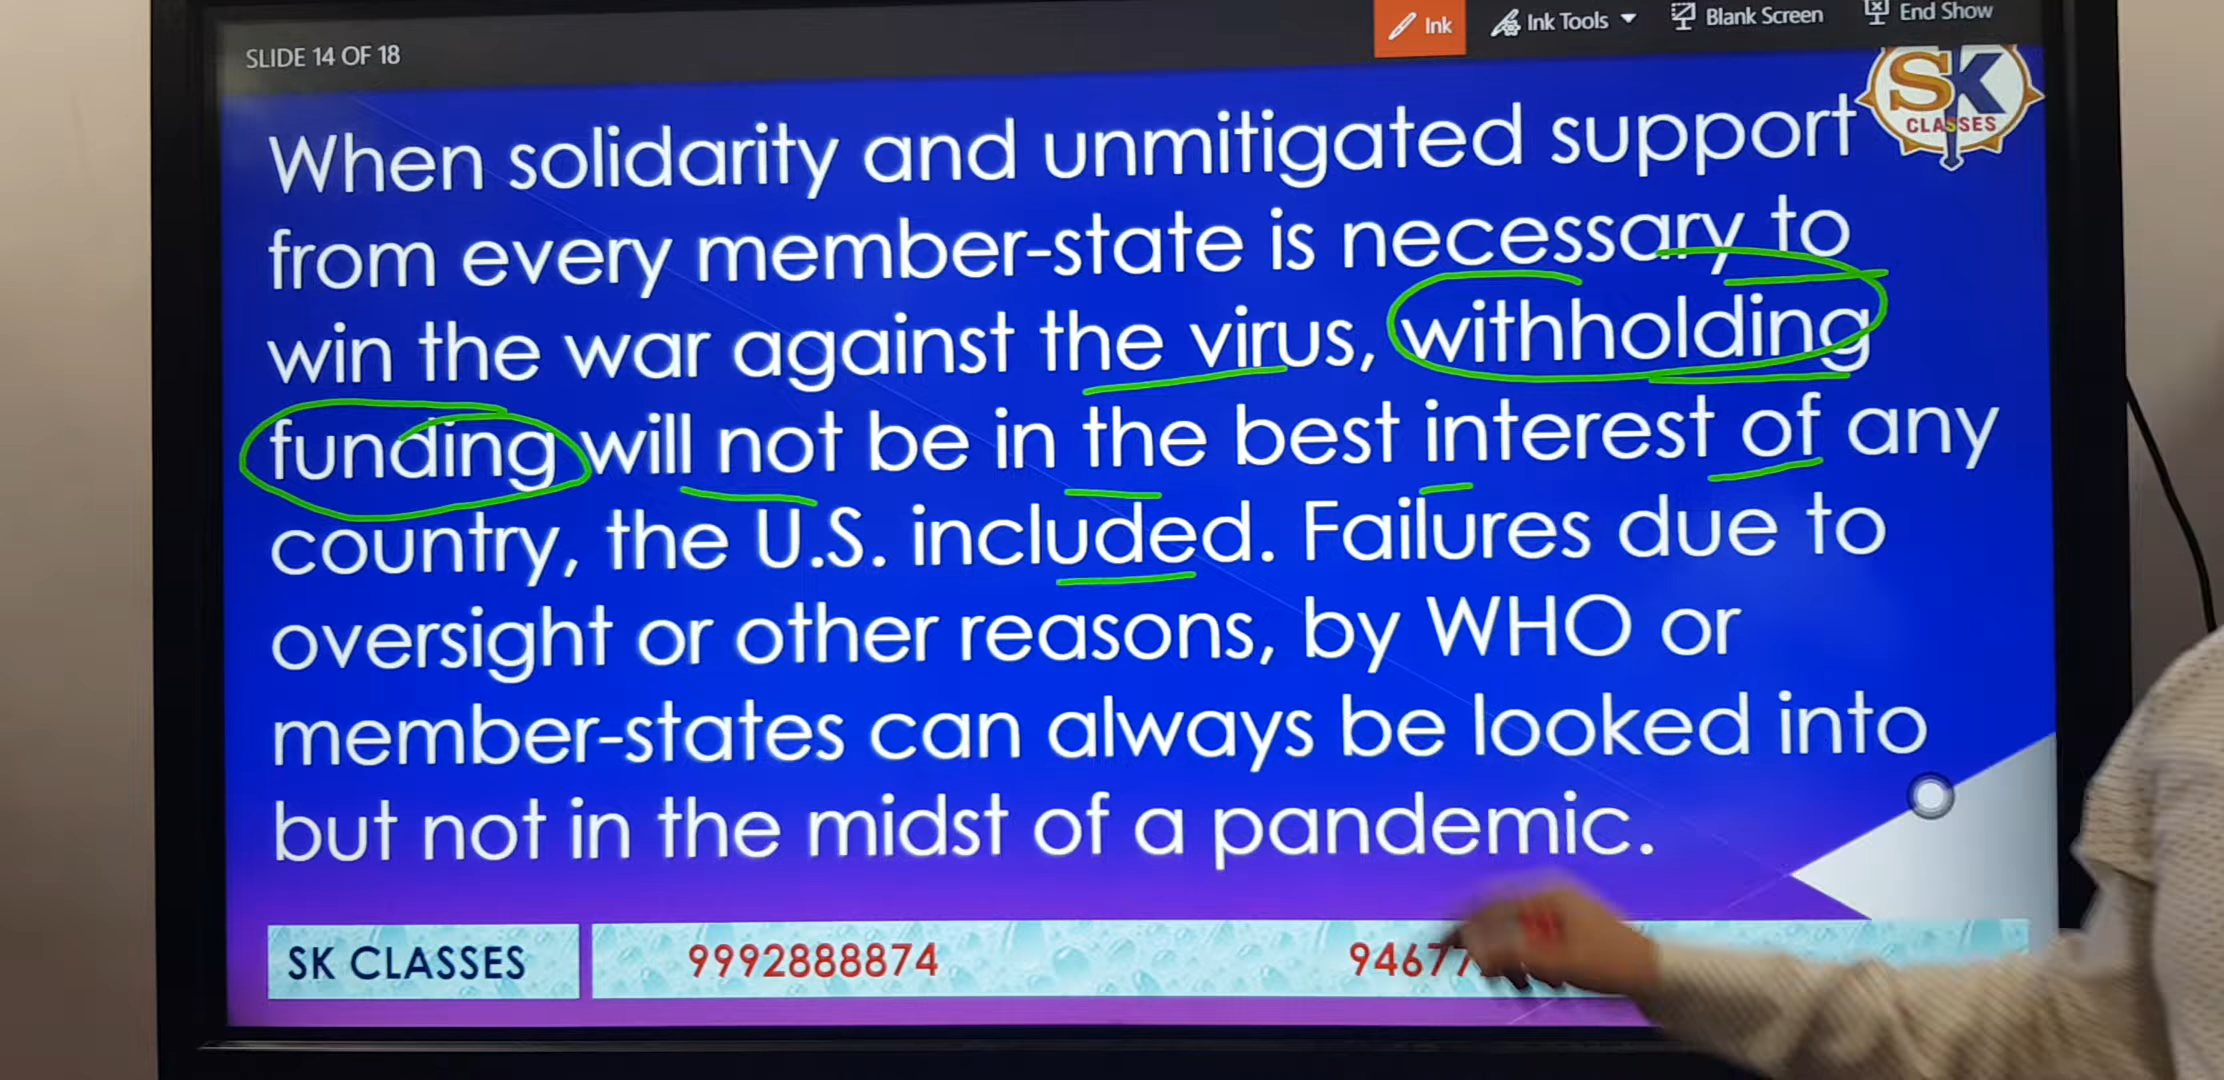 SLIDE 14 OF 18
Ink
Ink Tools
Blank Screen
End Show
SK
CLASSES
When solidarity and unmitigated support
from every member-state is necessary to
win the war against the virus, withholding
funding will not be in the best interest of any
country, the U.S. included. Failures due to
oversight or other reasons, by WHO or
member-states can always be looked into
but not in the midst of a pandemic.
SK CLASSES
9992888874